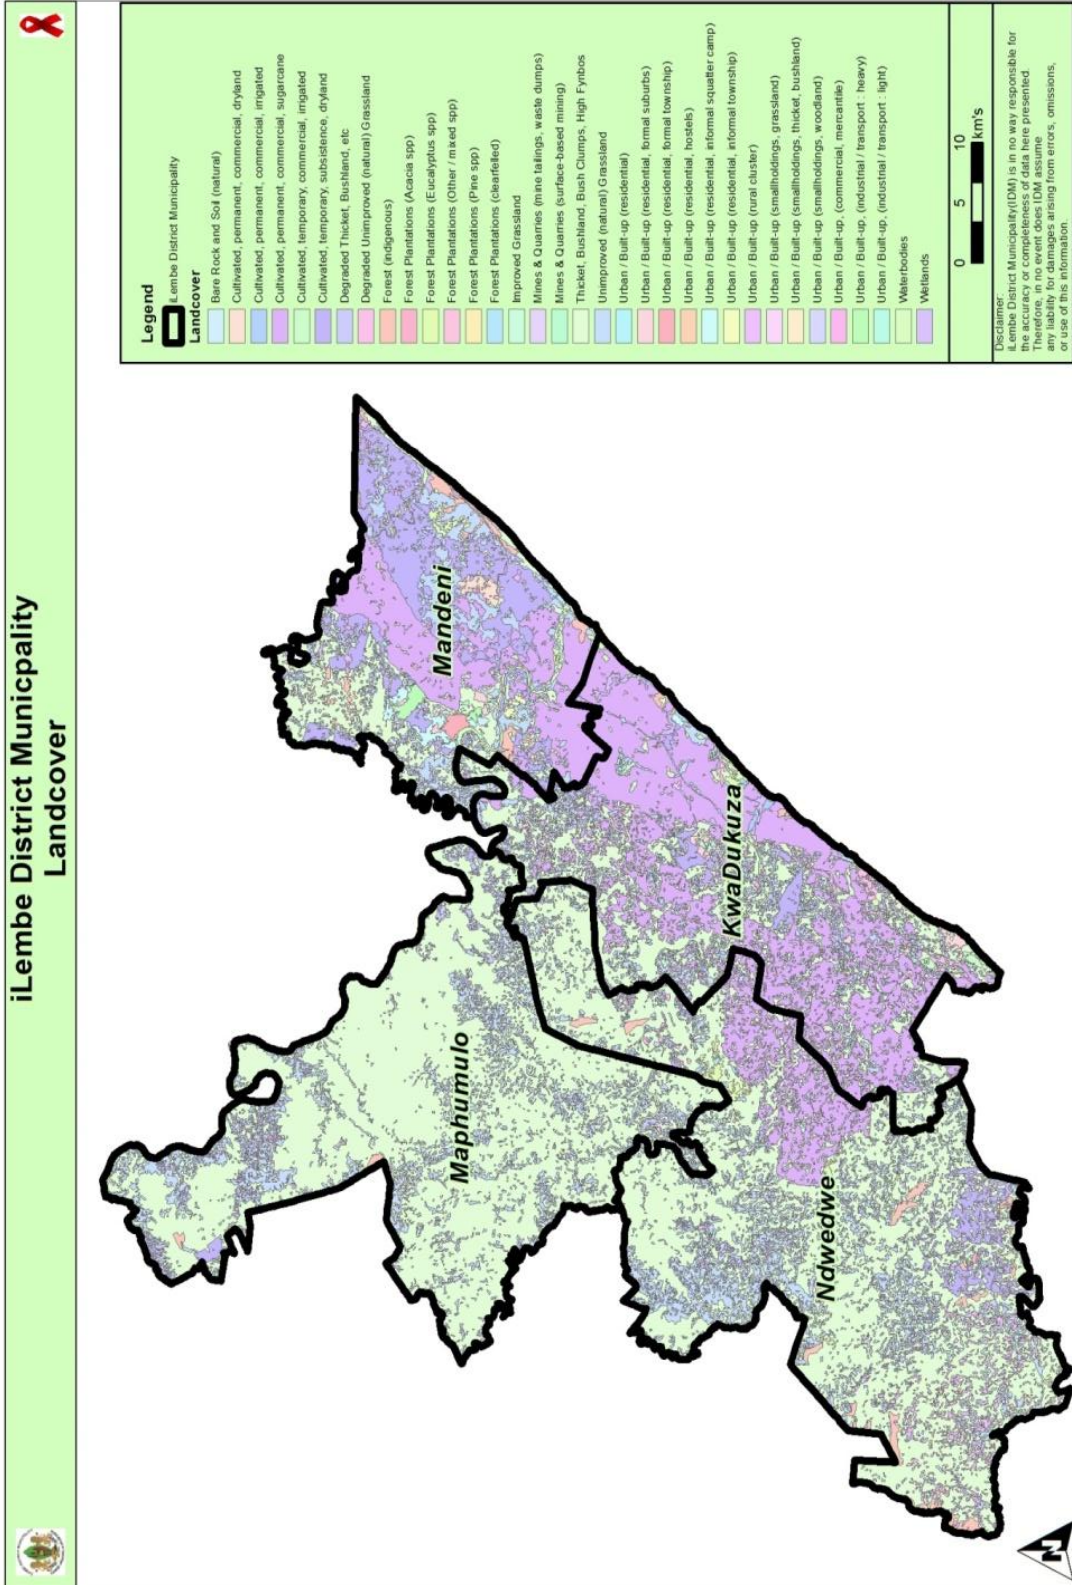 iLembe District Municpality
Landcover
Legend
iLembe District Municipality
Landcover
Bare Rock and Soil (natural)
Cultivated, permanent, commercial, dryland
Cultivated, permanent, commercial, irrigated
Cultivated, permanent, commercial, sugarcane
Cultivated, temporary, commercial, irrigated
Cultivated, temporary, subsistence, dryland
Degraded Thicket, Bushland, etc
Degraded Unimproved (natural) Grassland
Forest (indigenous)
Forest Plantations (Acacia spp)
Forest Plantations (Eucalyptus spp)
Forest Plantations (Other / mixed spp)
Forest Plantations (Pine spp)
Forest Plantations (clearfelled)
Improved Grassland
Mines & Quarries (mine tailings, waste dumps)
Mines & Quarries (surface-based mining)
Thicket, Bushland, Bush Clumps, High Fynbos
Unimproved (natural) Grassland
Urban / Built-up (residential)
Urban / Built-up (residential, formal suburbs)
Urban / Built-up (residential, formal township)
Urban / Built-up (residential, hostels)
Urban / Built-up (residential, informal squatter camp)
Urban / Built-up (residential, informal township)
Urban / Built-up (rural cluster)
Urban / Built-up (smallholdings, grassland)
Urban / Built-up (smallholdings, thicket, bushland)
Urban / Built-up (smallholdings, woodland)
Urban / Built-up, (commercial, mercantile)
Urban / Built-up, (industrial / transport : heavy)
Urban / Built-up, (industrial / transport : light)
Waterbodies
Wetlands
0 5 10
km's
Disclaimer:
iLembe District Municipality(IDM) is in no way responsible for
the accuracy or completeness of data here presented.
Therefore, in no event does IDM assume
any liability for damages arising from errors, omissions,
or use of this information.
Mandeni
Maphumulo
KwaDukuza
Ndwedwe
N